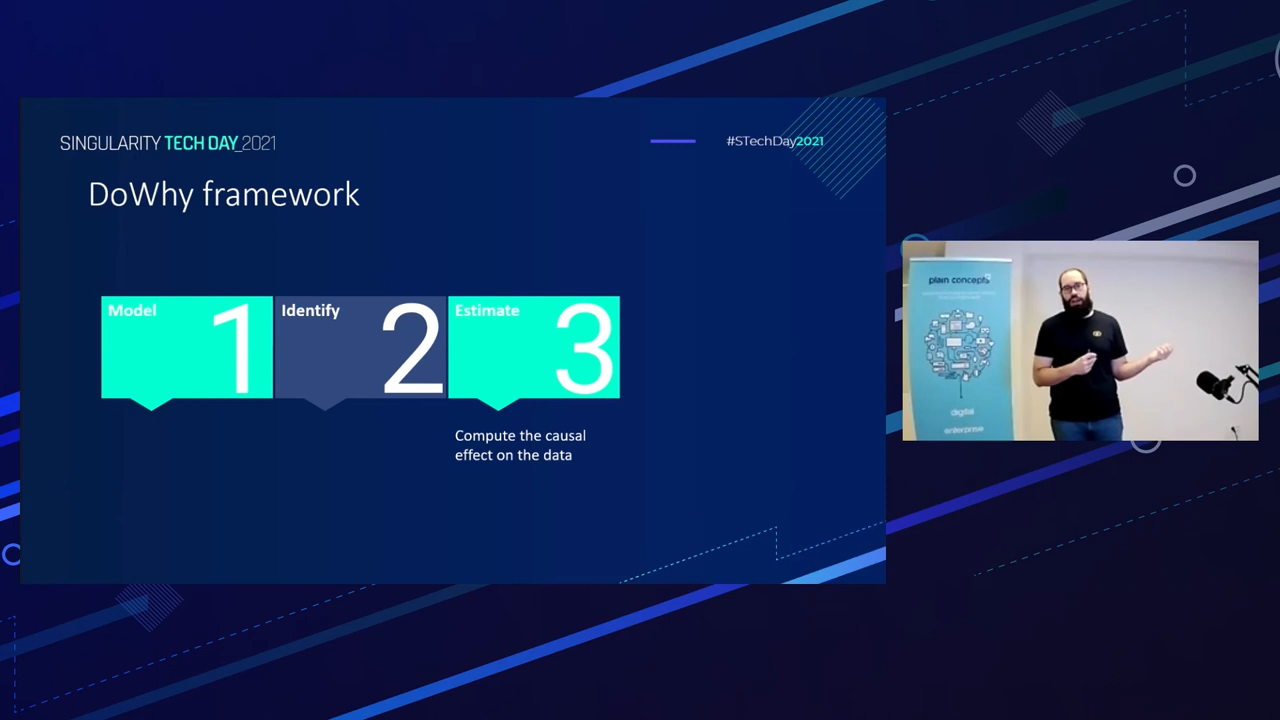 SINGULARITY TECH DAY_2021
#STechDay2021
DoWhy framework
Model 1
Identify 2
Estimate 3
Compute the causal
effect on the data
plain concepts
digital
enterprise